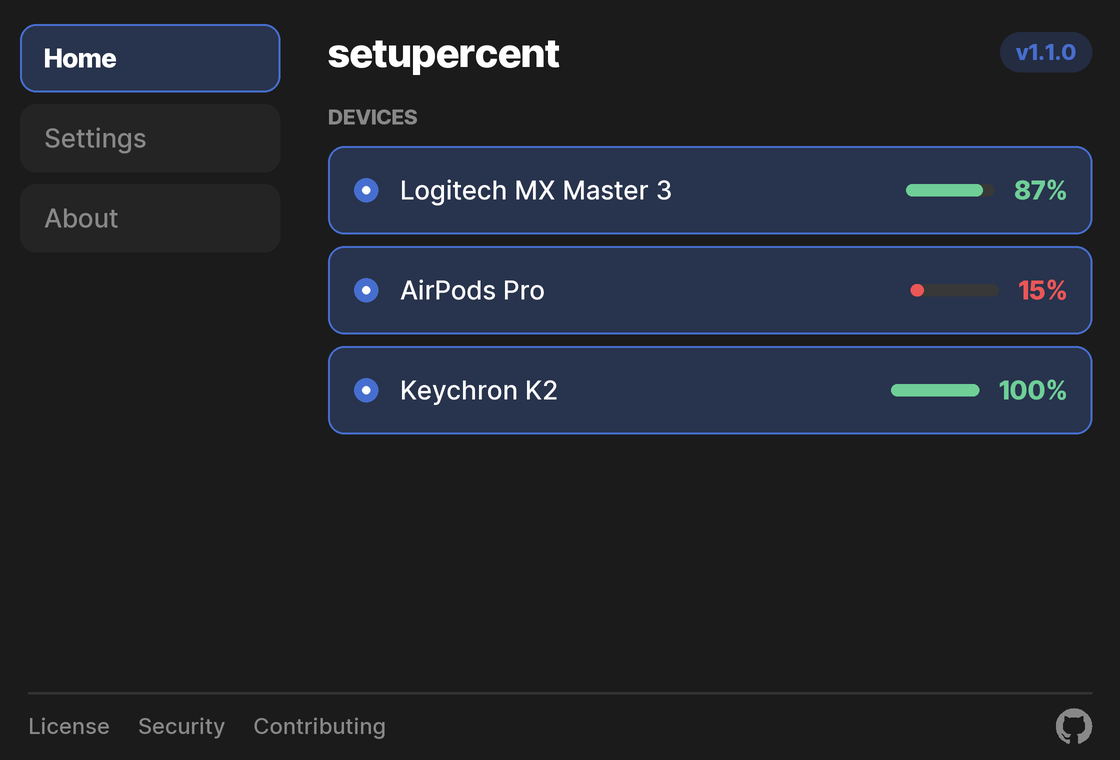 Home
Settings
About
setupercent
v1.1.0
DEVICES
Logitech MX Master 3
87%
AirPods Pro
15%
Keychron K2
100%
License
Security
Contributing